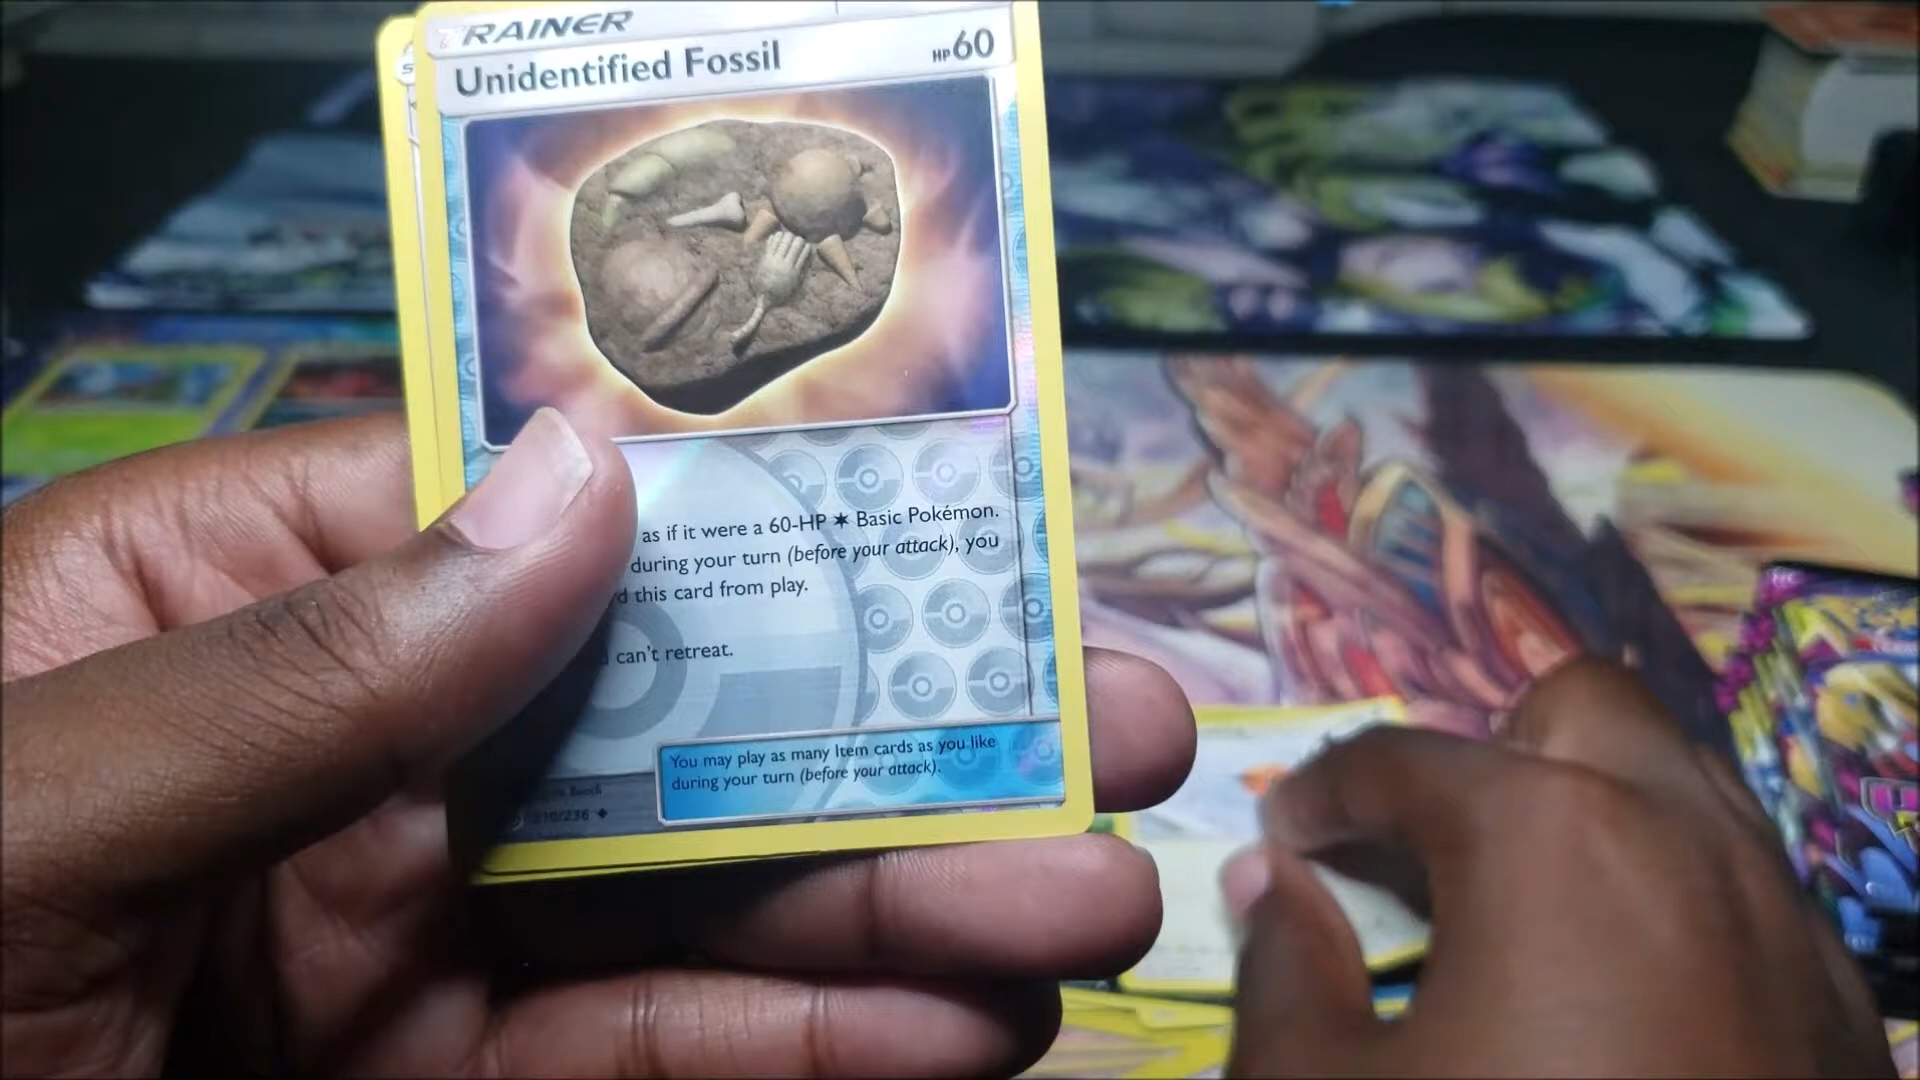 TRAINER
Unidentified Fossil HP60
as if it were a 60-HP ✶ Basic Pokémon.
during your turn (before your attack), you
this card from play.
can't retreat.
You may play as many Item cards as you like
during your turn (before your attack).
210/236 ◆